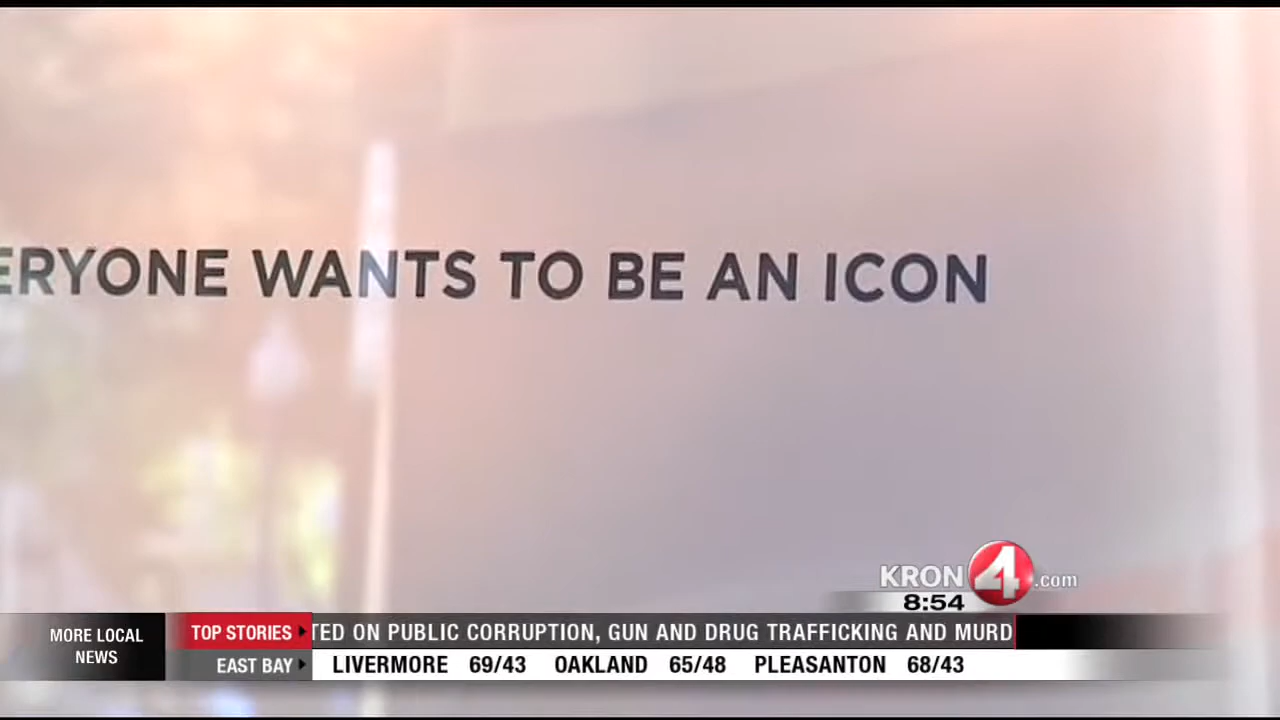 ERYONE WANTS TO BE AN ICON
KRON 4 .com
8:54
MORE LOCAL
NEWS
TOP STORIES
TED ON PUBLIC CORRUPTION, GUN AND DRUG TRAFFICKING AND MURD
EAST BAY
LIVERMORE 69/43 OAKLAND 65/48 PLEASANTON 68/43